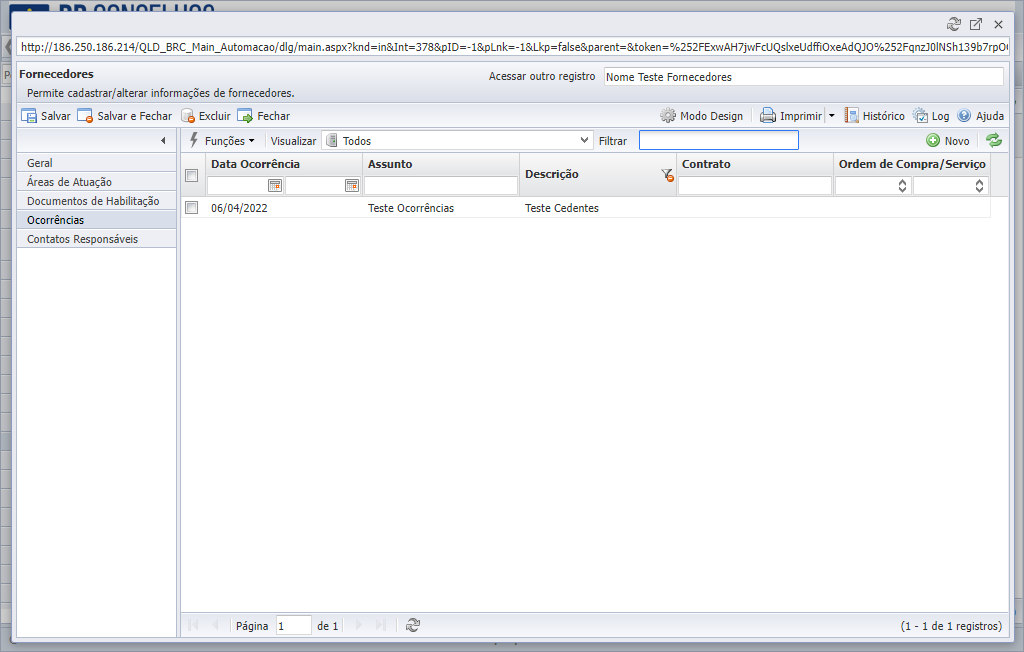 BR CONSELHOS
http://186.250.186.214/QLD_BRC_Main_Automacao/dlg/main.aspx?knd=in&Int=378&pID=-1&pLnk=-1&Lkp=false&parent=&token=%252FExwAH7jwFcUQslxeUdffiOxeAdQJO%252FqnzJ0lNSh139b7rpO
Fornecedores
Acessar outro registro Nome Teste Fornecedores
Permite cadastrar/alterar informações de fornecedores.
Salvar Salvar e Fechar Excluir Fechar Modo Design Imprimir Histórico Log Ajuda
Funções Visualizar Todos Filtrar Novo
Geral
Áreas de Atuação
Documentos de Habilitação
Ocorrências
Contatos Responsáveis
Data Ocorrência Assunto Descrição Contrato Ordem de Compra/Serviço
06/04/2022 Teste Ocorrências Teste Cedentes
Página 1 de 1 (1 - 1 de 1 registros)